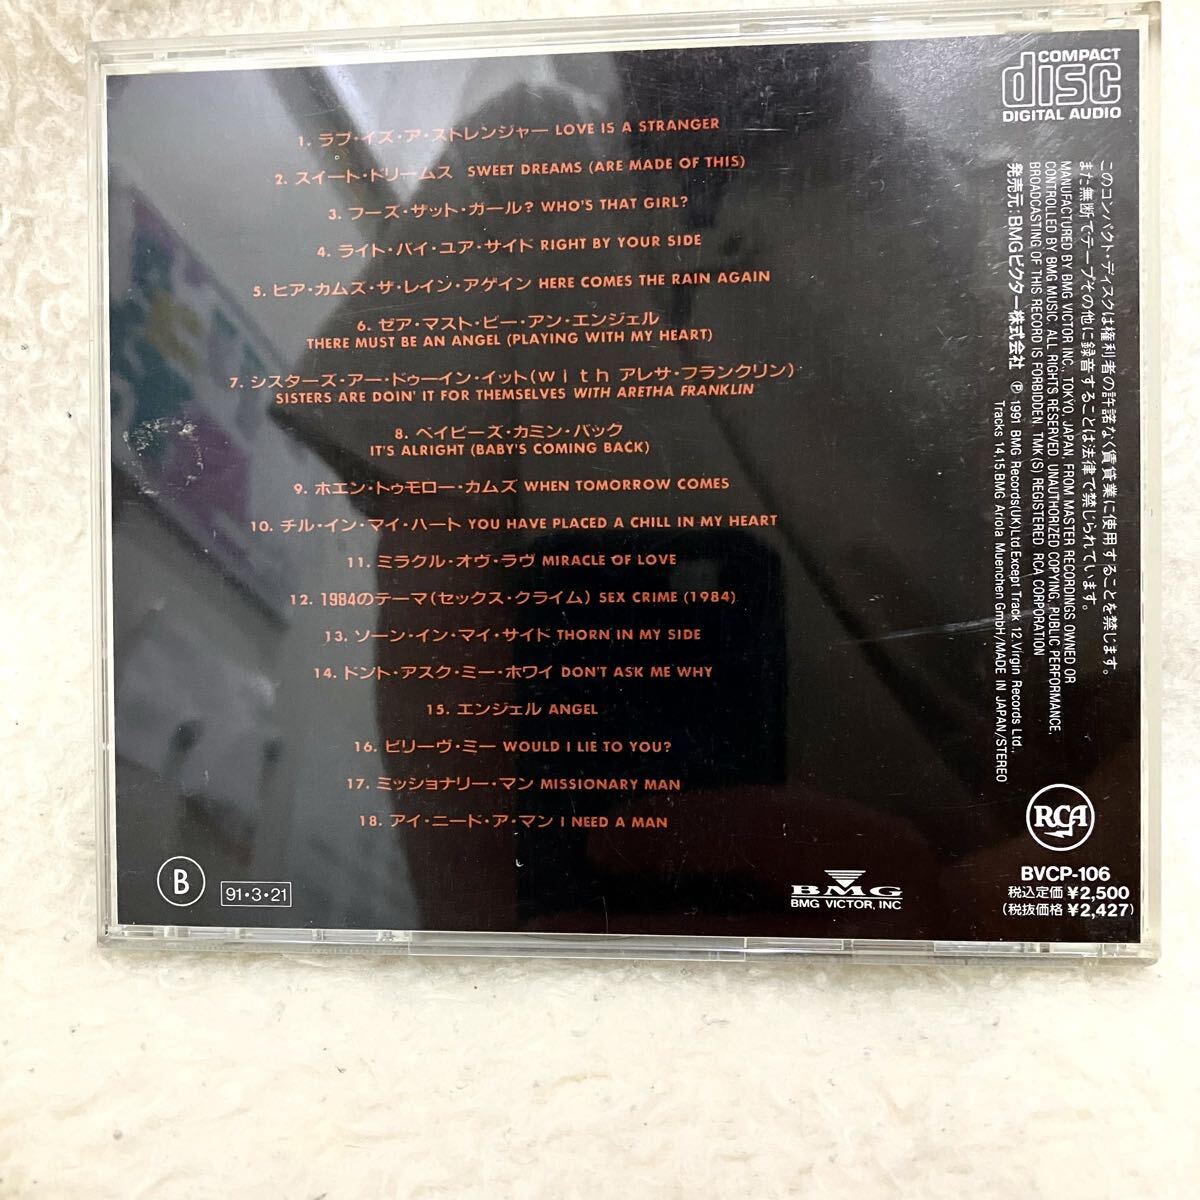 1. ラブ・イズ・ア・ストレンジャー LOVE IS A STRANGER
2. スイート・ドリームス SWEET DREAMS (ARE MADE OF THIS)
3. フーズ・ザット・ガール? WHO'S THAT GIRL?
4. ライト・バイ・ユア・サイド RIGHT BY YOUR SIDE
5. ヒア・カムズ・ザ・レイン・アゲイン HERE COMES THE RAIN AGAIN
6. ゼア・マスト・ビー・アン・エンジェル
THERE MUST BE AN ANGEL (PLAYING WITH MY HEART)
7. シスターズ・アー・ドゥーイン・イット(with アレサ・フランクリン)
SISTERS ARE DOIN' IT FOR THEMSELVES WITH ARETHA FRANKLIN
8. ベイビーズ・カミン・バック
IT'S ALRIGHT (BABY'S COMING BACK)
9. ホエン・トゥモロー・カムズ WHEN TOMORROW COMES
10. チル・イン・マイ・ハート YOU HAVE PLACED A CHILL IN MY HEART
11. ミラクル・オヴ・ラヴ MIRACLE OF LOVE
12. 1984のテーマ(セックス・クライム) SEX CRIME (1984)
13. ソーン・イン・マイ・サイド THORN IN MY SIDE
14. ドント・アスク・ミー・ホワイ DON'T ASK ME WHY
15. エンジェル ANGEL
16. ビリーヴ・ミー WOULD I LIE TO YOU?
17. ミッショナリー・マン MISSIONARY MAN
18. アイ・ニード・ア・マン I NEED A MAN
B
91・3・21
BMG
BMG VICTOR, INC
COMPACT
disc
DIGITAL AUDIO
このコンパクト・ディスクは権利者の許諾なく賃貸業に使用することを禁じます。
また無断でテープその他に録音することは法律で禁じられています。
MANUFACTURED BY BMG VICTOR INC., TOKYO, JAPAN, FROM MASTER RECORDINGS OWNED OR
CONTROLLED BY BMG MUSIC. ALL RIGHTS RESERVED. UNAUTHORIZED COPYING, PUBLIC PERFORMANCE,
BROADCASTING OF THIS RECORD IS FORBIDDEN. TMK(S) REGISTERED. RCA CORPORATION
発売元:BMGビクター株式会社 Ⓟ 1991 BMG Records(UK)Ltd.Except Track 12.Virgin Records Ltd.,
Tracks 14,15 BMG Ariola Muenchen GmbH/MADE IN JAPAN/STEREO
RCA
BVCP-106
税込定価 ¥2,500
(税抜価格 ¥2,427)